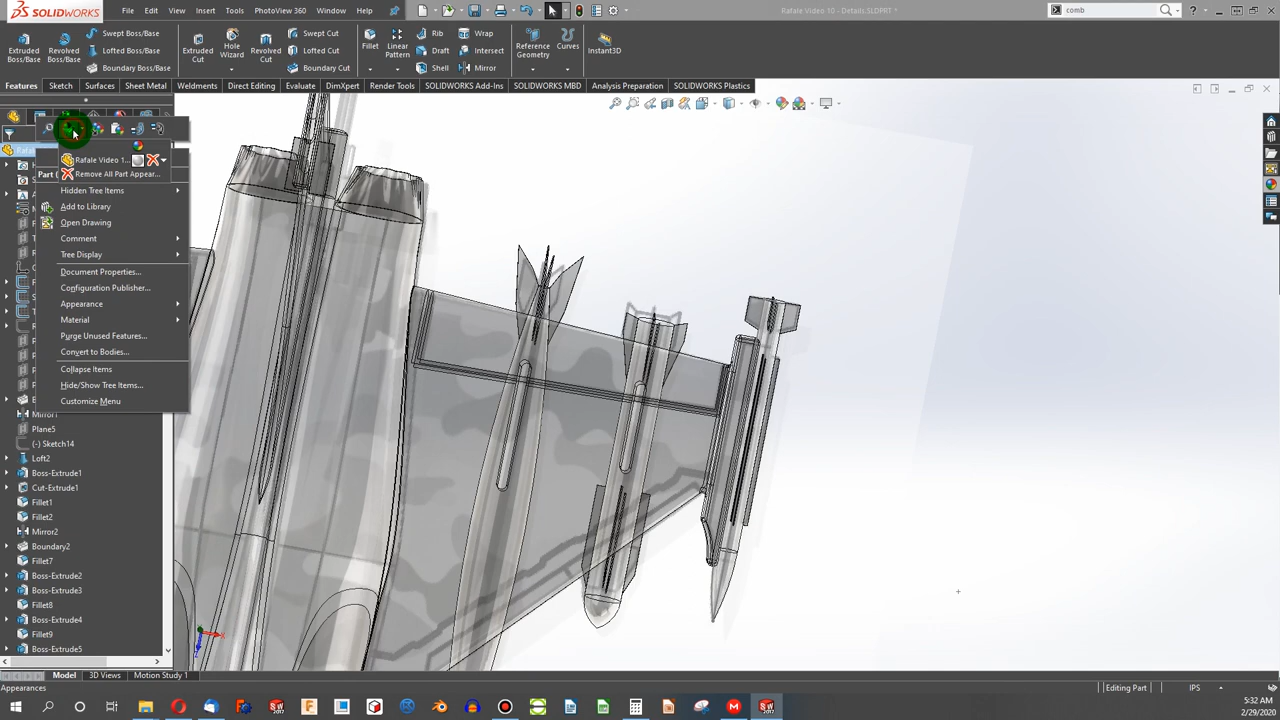 SOLIDWORKS
File Edit View Insert Tools PhotoView 360 Window
Rafale Video 10 - Details.SLDPRT *
comb
Extruded Boss/Base
Revolved Boss/Base
Swept Boss/Base
Lofted Boss/Base
Boundary Boss/Base
Extruded Cut
Hole Wizard
Revolved Cut
Swept Cut
Lofted Cut
Boundary Cut
Fillet
Linear Pattern
Rib
Draft
Shell
Wrap
Intersect
Mirror
Reference Geometry
Curves
Instant3D
Features Sketch Surfaces Sheet Metal Weldments Direct Editing DimXpert Render Tools Evaluate SOLIDWORKS Add-Ins SOLIDWORKS MBD Analysis Preparation SOLIDWORKS Plastics
Rafale Video 1...
Remove All Part Appear...
Part (
Hidden Tree Items
Add to Library
Open Drawing
Comment
Tree Display
Document Properties...
Configuration Publisher...
Appearance
Material
Purge Unused Features...
Convert to Bodies...
Collapse Items
Hide/Show Tree Items...
Customize Menu
Mirror1
Plane5
(-) Sketch14
Loft2
Boss-Extrude1
Cut-Extrude1
Fillet1
Fillet2
Mirror2
Boundary2
Fillet7
Boss-Extrude2
Boss-Extrude3
Fillet8
Boss-Extrude4
Fillet9
Boss-Extrude5
Model 3D Views Motion Study 1
Appearances
Editing Part
IPS
5:32 AM
2/29/2020